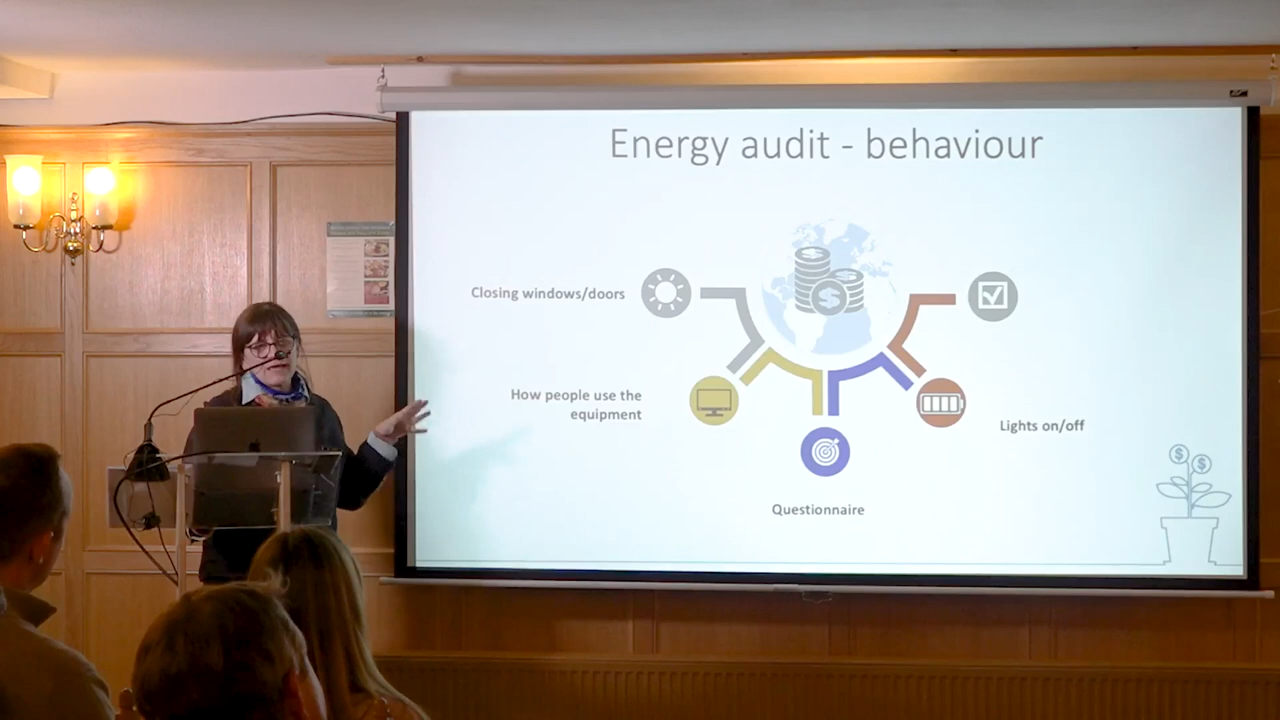 Energy audit - behaviour
Closing windows/doors
How people use the
equipment
Lights on/off
Questionnaire